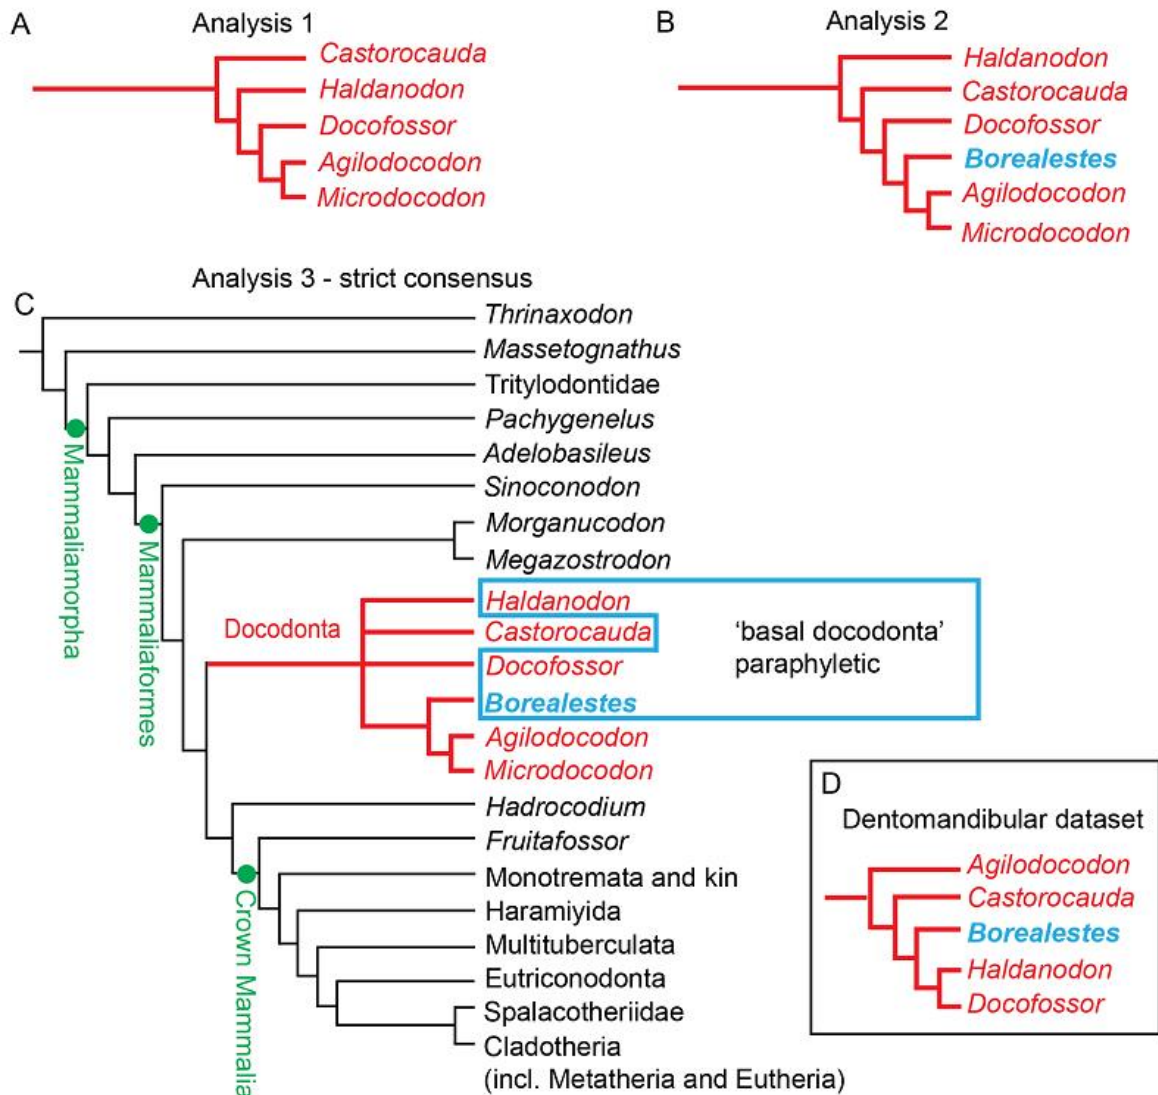 A
Analysis 1
Castorocauda
Haldanodon
Docofossor
Agilodocodon
Microdocodon
B
Analysis 2
Haldanodon
Castorocauda
Docofossor
Borealestes
Agilodocodon
Microdocodon
Analysis 3 - strict consensus
C
Thrinaxodon
Massetognathus
Tritylodontidae
Pachygenelus
Adelobasileus
Sinoconodon
Morganucodon
Megazostrodon
Haldanodon
Castorocauda
Docofossor
Borealestes
Agilodocodon
Microdocodon
Hadrocodium
Fruitafossor
Monotremata and kin
Haramiyida
Multituberculata
Eutriconodonta
Spalacotheriidae
Cladotheria
(incl. Metatheria and Eutheria)
Mammaliamorpha
Mammaliaformes
Docodonta
Crown Mammalia
‘basal docodonta’
paraphyletic
D
Dentomandibular dataset
Agilodocodon
Castorocauda
Borealestes
Haldanodon
Docofossor